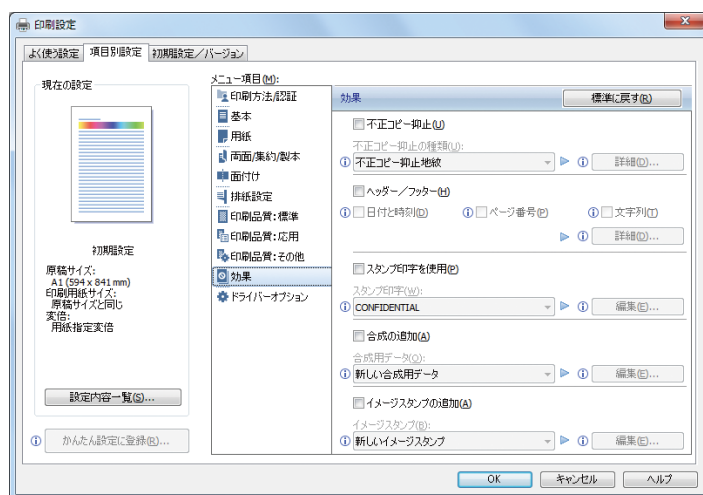 印刷設定
よく使う設定 項目別設定 初期設定／バージョン
現在の設定
初期設定
原稿サイズ:
A1 (594 x 841 mm)
印刷用紙サイズ:
原稿サイズと同じ
変倍:
用紙指定変倍
設定内容一覧(S)...
かんたん設定に登録(R)...
メニュー項目(M):
印刷方法/認証
基本
用紙
両面/集約/製本
面付け
排紙設定
印刷品質:標準
印刷品質:応用
印刷品質:その他
効果
ドライバーオプション
効果 標準に戻す(R)
不正コピー抑止(U)
不正コピー抑止の種類(U):
不正コピー抑止地紋 詳細(D)...
ヘッダー／フッター(H)
日付と時刻(D) ページ番号(P) 文字列(T)
詳細(D)...
スタンプ印字を使用(P)
スタンプ印字(W):
CONFIDENTIAL 編集(E)...
合成の追加(A)
合成用データ(O):
新しい合成用データ 編集(E)...
イメージスタンプの追加(A)
イメージスタンプ(B):
新しいイメージスタンプ 編集(E)...
OK キャンセル ヘルプ